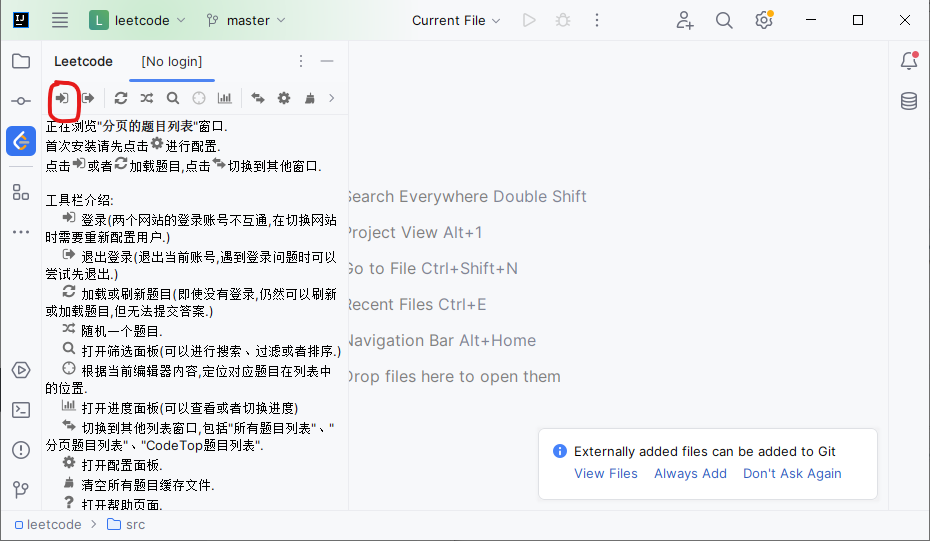 L leetcode master Current File
Leetcode [No login]
正在浏览"分页的题目列表"窗口.
首次安装请先点击进行配置.
点击或者加载题目,点击切换到其他窗口.
工具栏介绍:
登录(两个网站的登录账号不互通,在切换网站
时需要重新配置用户.)
退出登录(退出当前账号,遇到登录问题时可以
尝试先退出.)
加载或刷新题目(即使没有登录,仍然可以刷新
或加载题目,但无法提交答案.)
随机一个题目.
打开筛选面板(可以进行搜索、过滤或者排序.)
根据当前编辑器内容,定位对应题目在列表中
的位置.
打开进度面板(可以查看或者切换进度)
切换到其他列表窗口,包括"所有题目列表"、"
分页题目列表"、"CodeTop题目列表".
打开配置面板.
清空所有题目缓存文件.
打开帮助页面.
Search Everywhere Double Shift
Project View Alt+1
Go to File Ctrl+Shift+N
Recent Files Ctrl+E
Navigation Bar Alt+Home
Drop files here to open them
Externally added files can be added to Git
View Files Always Add Don't Ask Again
leetcode > src